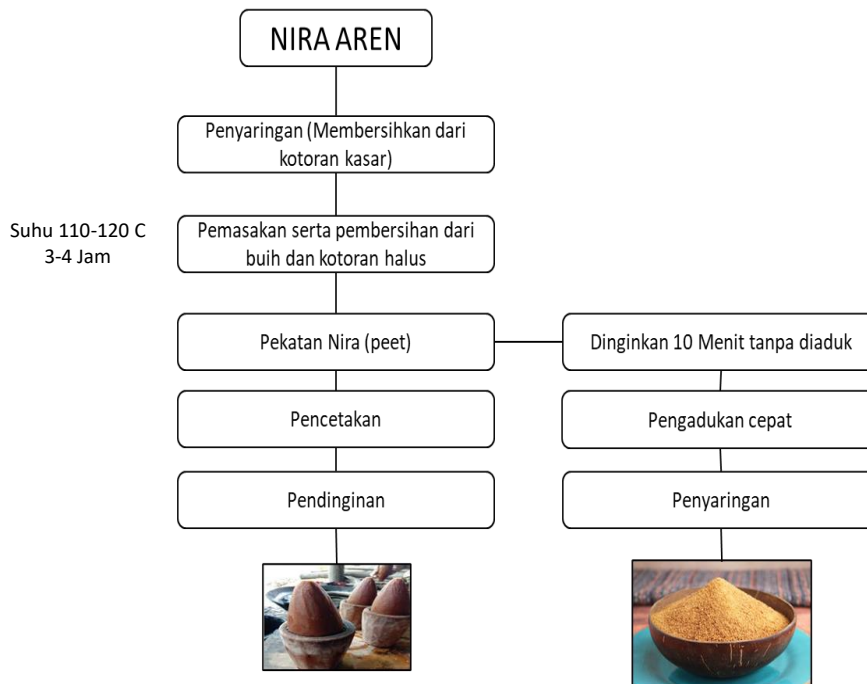 NIRA AREN
Penyaringan (Membersihkan dari
kotoran kasar)
Suhu 110-120 C
3-4 Jam
Pemasakan serta pembersihan dari
buih dan kotoran halus
Pekatan Nira (peet)
Dinginkan 10 Menit tanpa diaduk
Pencetakan
Pengadukan cepat
Pendinginan
Penyaringan